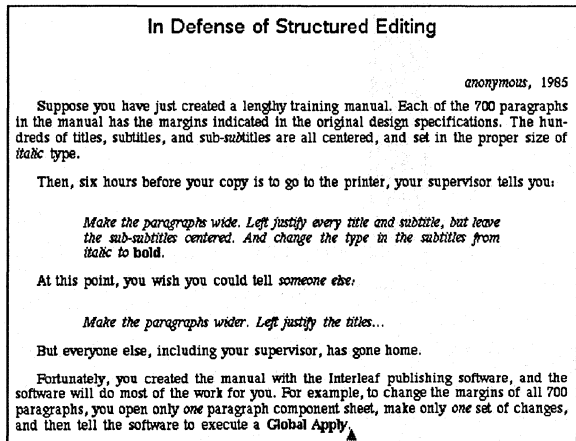 In Defense of Structured Editing
anonymous, 1985
Suppose you have just created a lengthy training manual. Each of the 700 paragraphs
in the manual has the margins indicated in the original design specifications. The hun-
dreds of titles, subtitles, and sub-subtitles are all centered, and set in the proper size of
italic type.
Then, six hours before your copy is to go to the printer, your supervisor tells you:
Make the paragraphs wide. Left justify every title and subtitle, but leave
the sub-subtitles centered. And change the type in the subtitles from
italic to bold.
At this point, you wish you could tell someone else:
Make the paragraphs wider. Left justify the titles...
But everyone else, including your supervisor, has gone home.
Fortunately, you created the manual with the Interleaf publishing software, and the
software will do most of the work for you. For example, to change the margins of all 700
paragraphs, you open only one paragraph component sheet, make only one set of changes,
and then tell the software to execute a Global Apply.